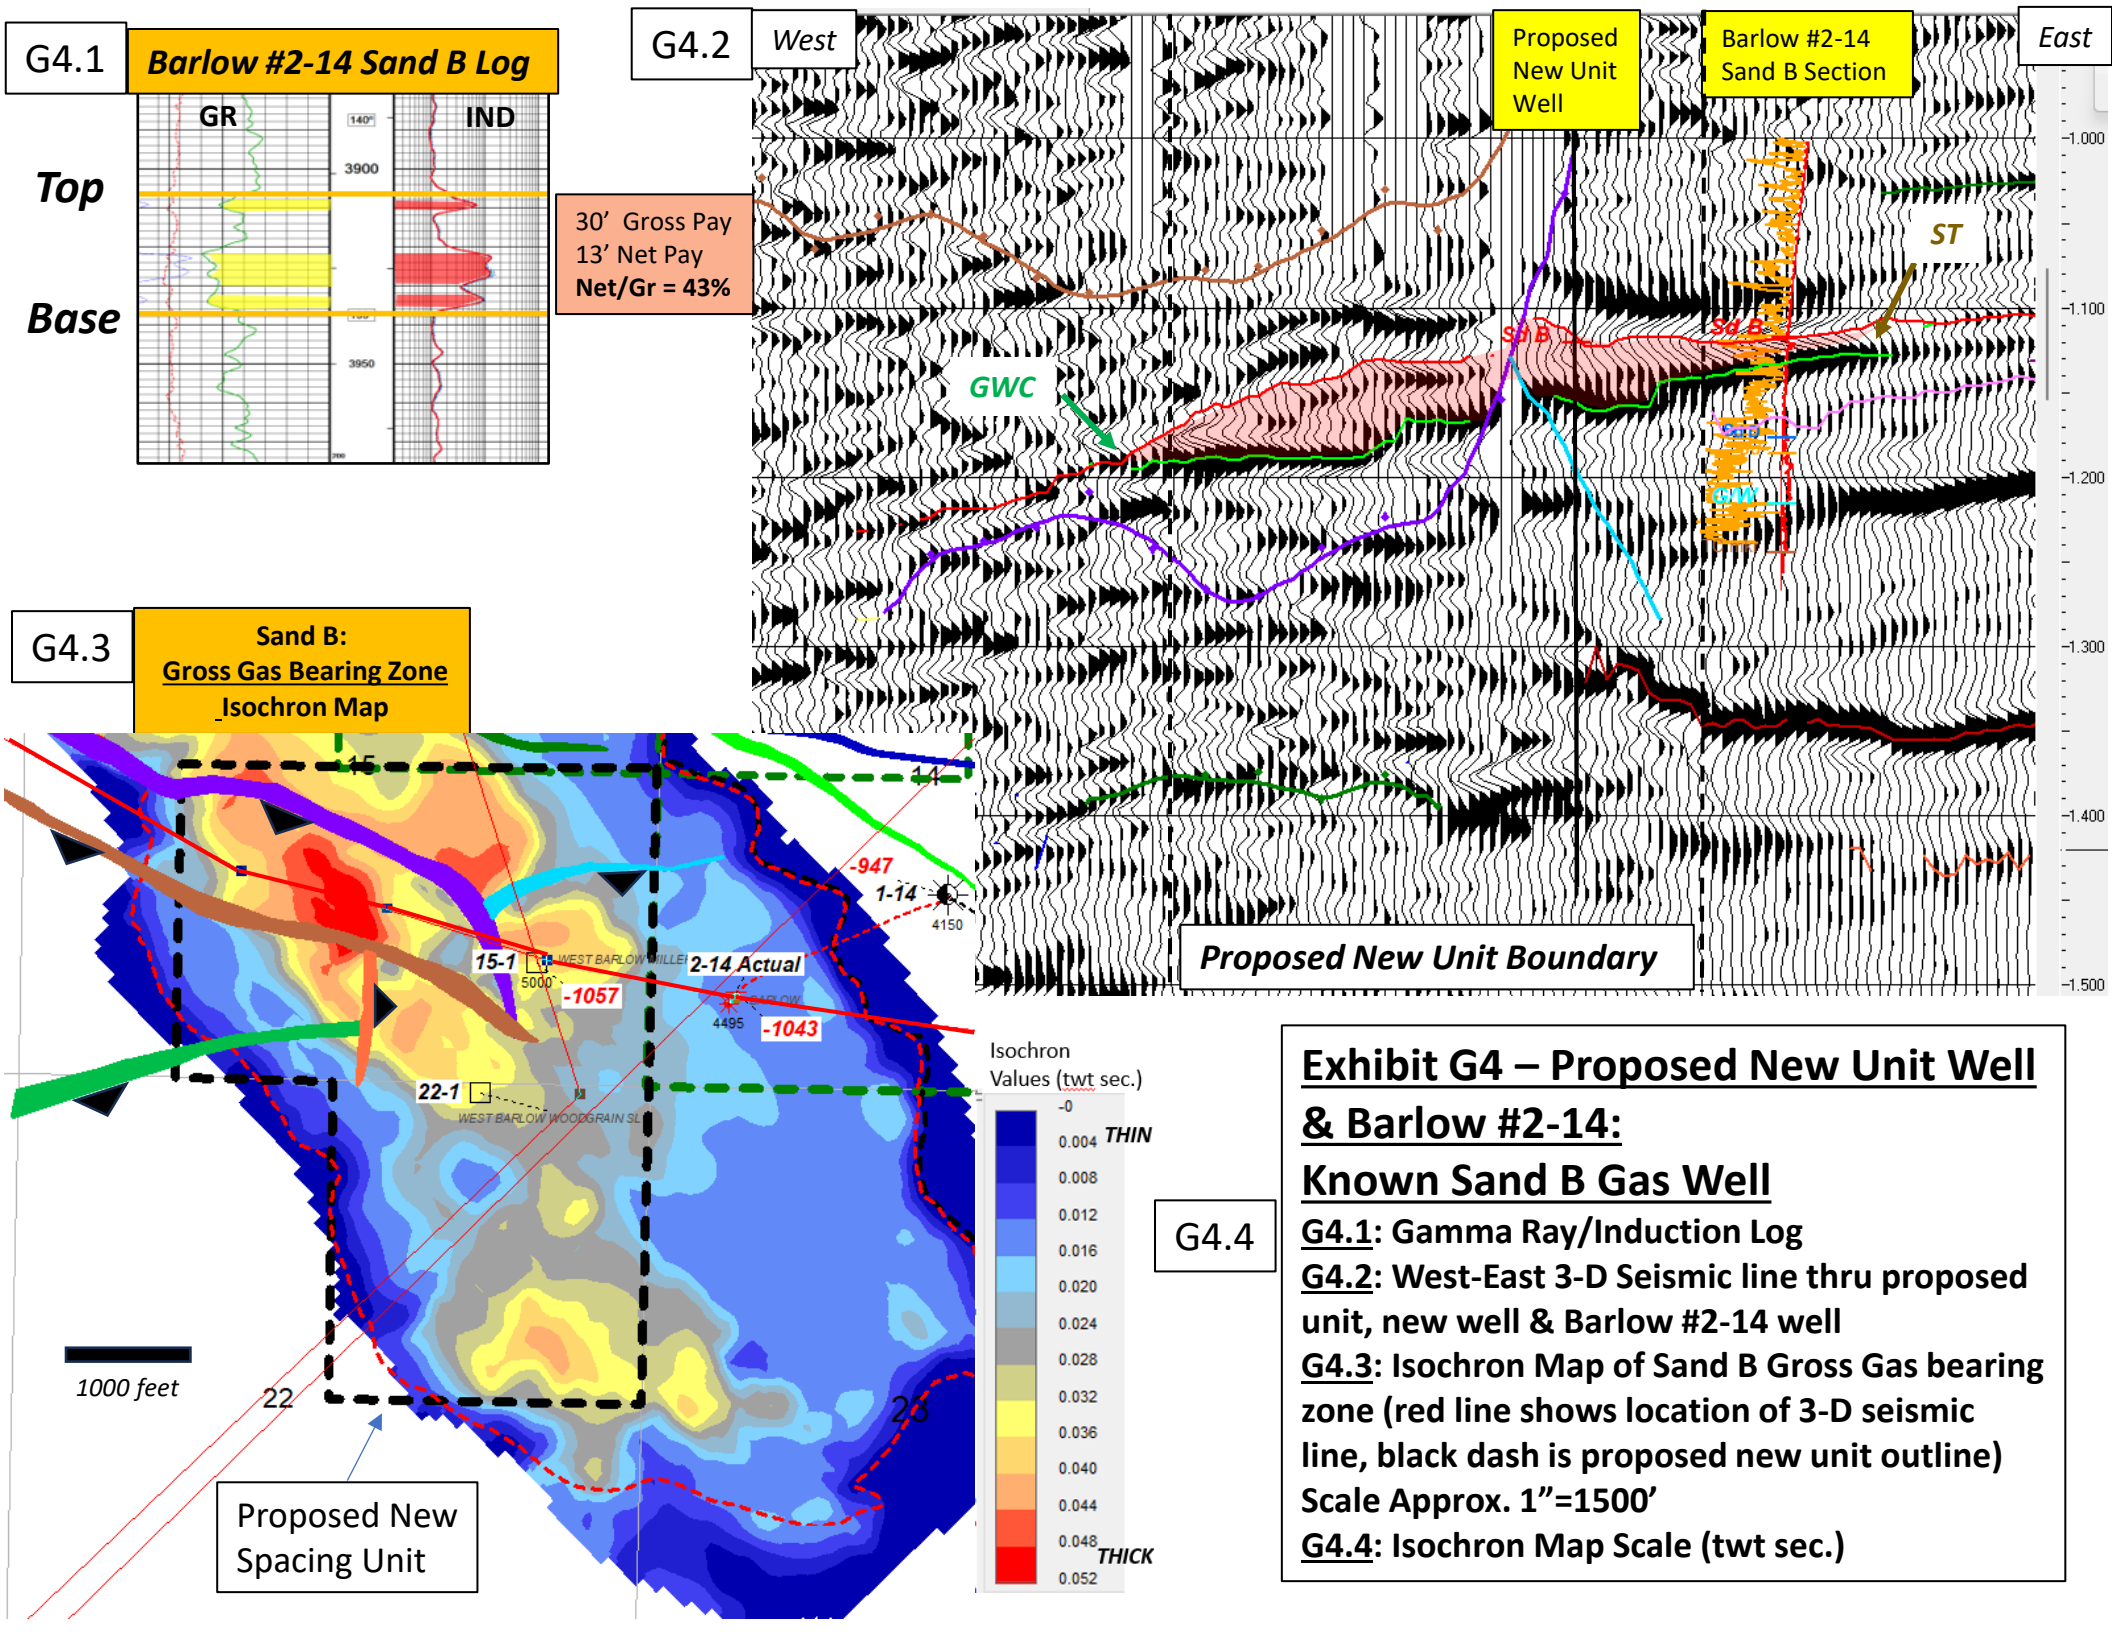 G4.1
Barlow #2-14 Sand B Log
GR
IND
140°
3900
3950
Top
Base
30’ Gross Pay
13’ Net Pay
Net/Gr = 43%
G4.2
West
Proposed
New Unit
Well
Barlow #2-14
Sand B Section
East
ST
GWC
Sd B
Sd B
G/W
1.000
1.100
1.200
1.300
1.400
1.500
Proposed New Unit Boundary
G4.3
Sand B:
Gross Gas Bearing Zone
Isochron Map
15
14
-947
1-14
4150
15-1
WEST BARLOW MILLE
5000
-1057
2-14 Actual
BARLOW
4495
-1043
22-1
WEST BARLOW WOODGRAIN SL
1000 feet
22
23
Proposed New
Spacing Unit
Isochron
Values (twt sec.)
-0
0.004
THIN
0.008
0.012
0.016
0.020
0.024
0.028
0.032
0.036
0.040
0.044
0.048
THICK
0.052
G4.4
Exhibit G4 – Proposed New Unit Well
& Barlow #2-14:
Known Sand B Gas Well
G4.1: Gamma Ray/Induction Log
G4.2: West-East 3-D Seismic line thru proposed
unit, new well & Barlow #2-14 well
G4.3: Isochron Map of Sand B Gross Gas bearing
zone (red line shows location of 3-D seismic
line, black dash is proposed new unit outline)
Scale Approx. 1”=1500’
G4.4: Isochron Map Scale (twt sec.)